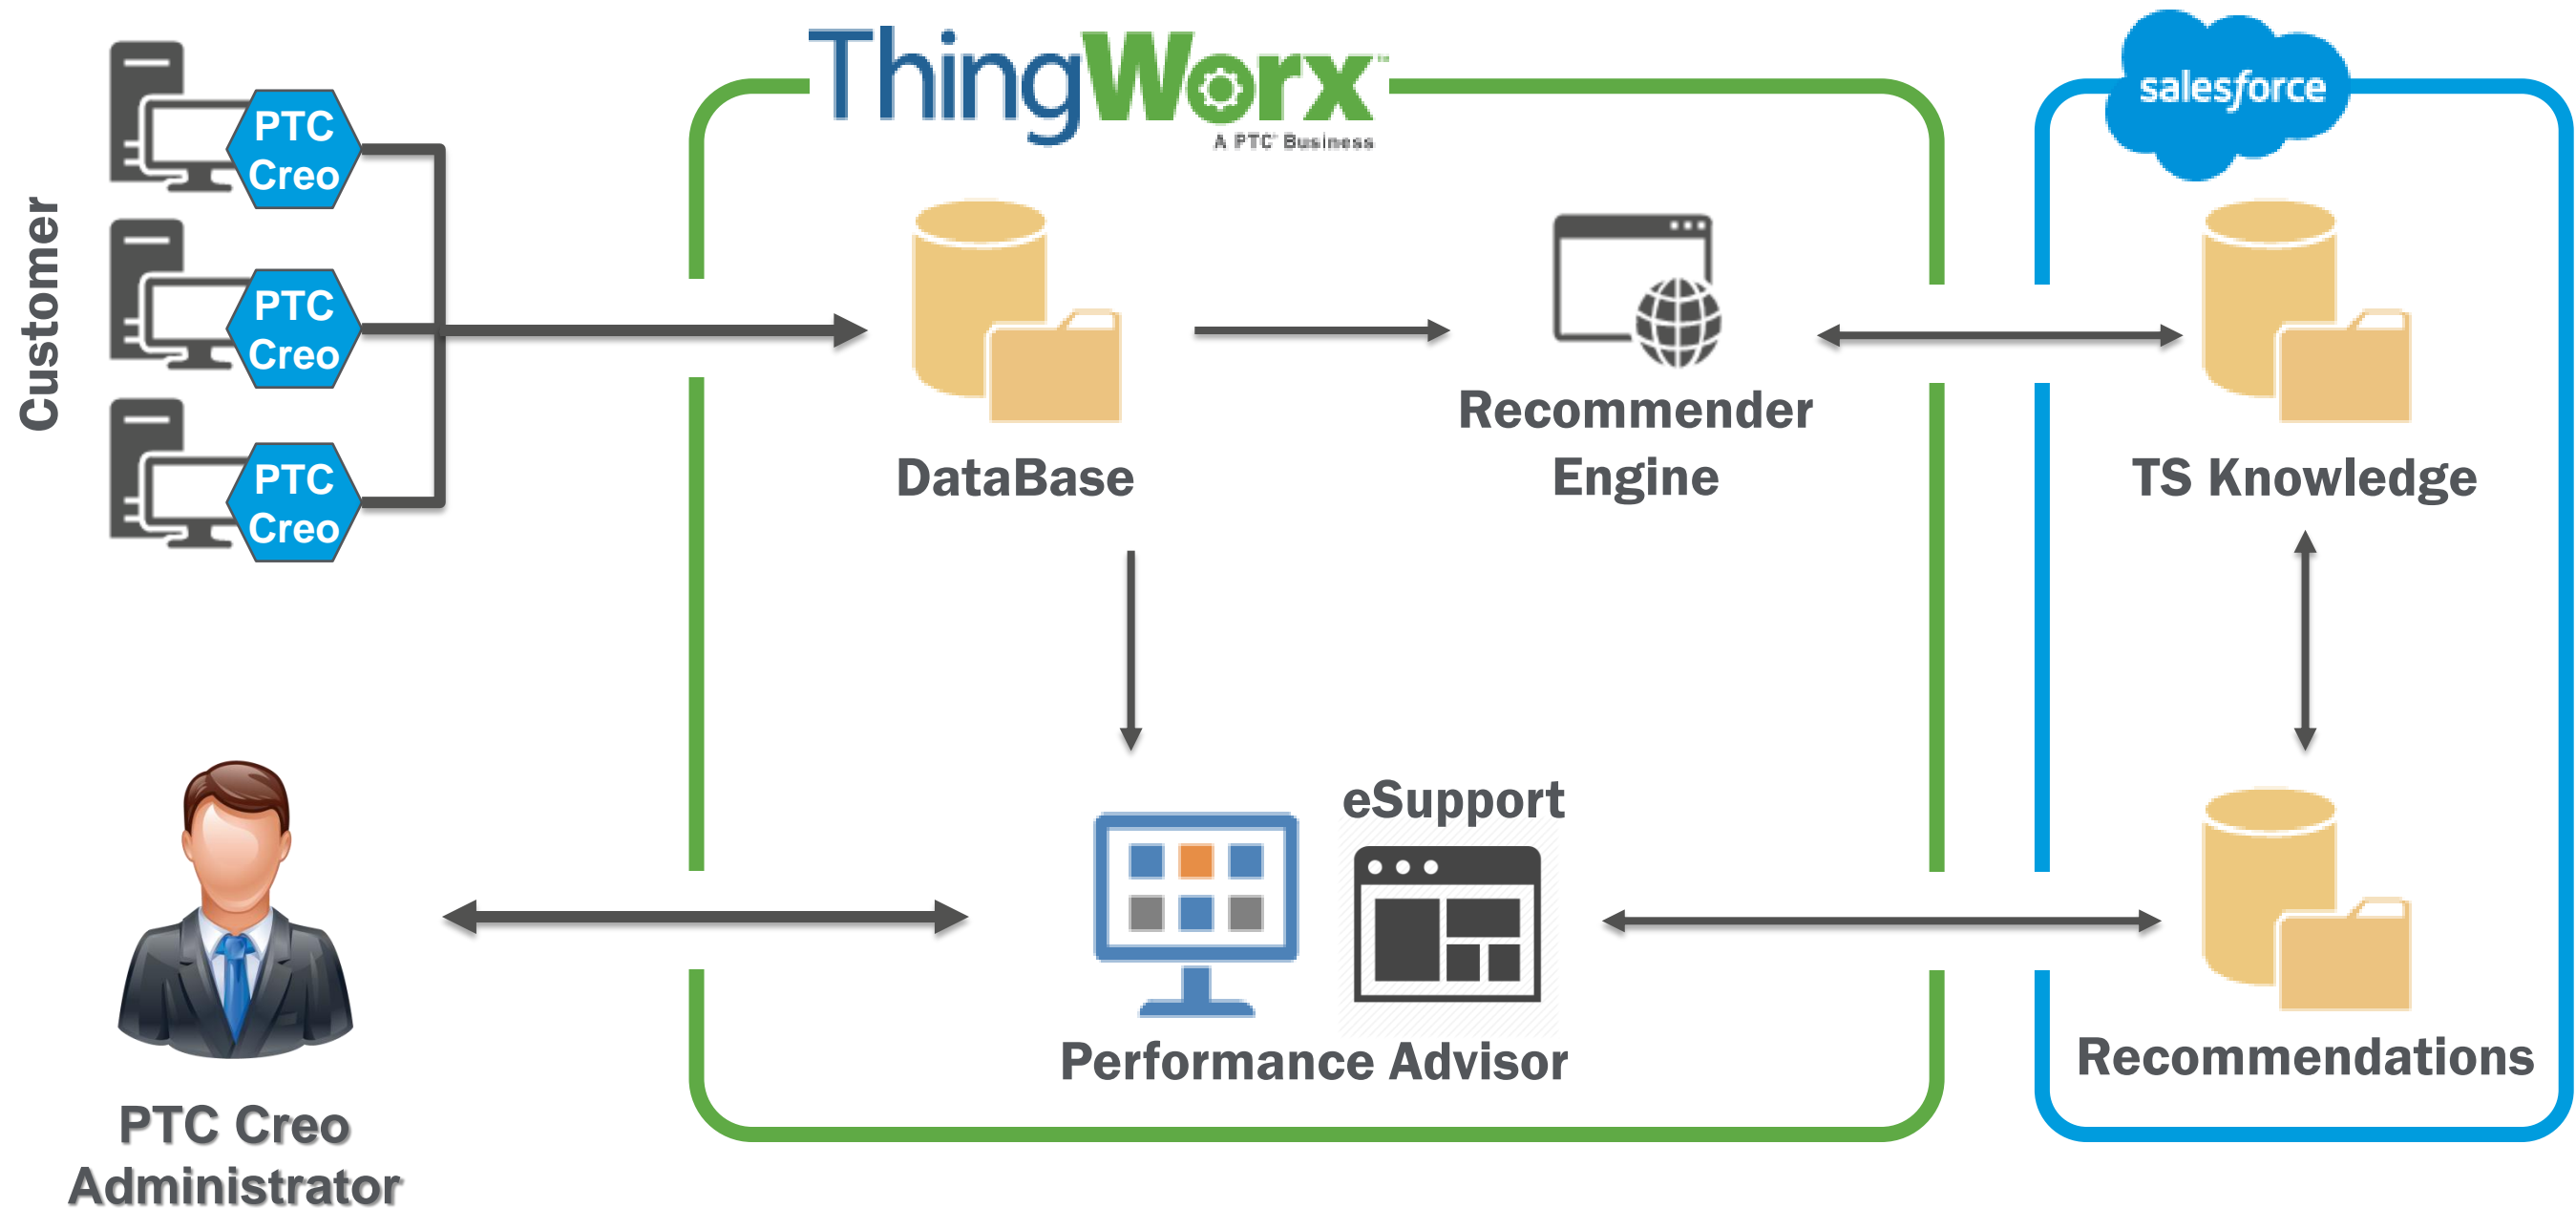 ThingWorx™
A PTC® Business
salesforce
Customer
PTC
Creo
PTC
Creo
PTC
Creo
DataBase
Recommender
Engine
TS Knowledge
eSupport
Performance Advisor
Recommendations
PTC Creo
Administrator